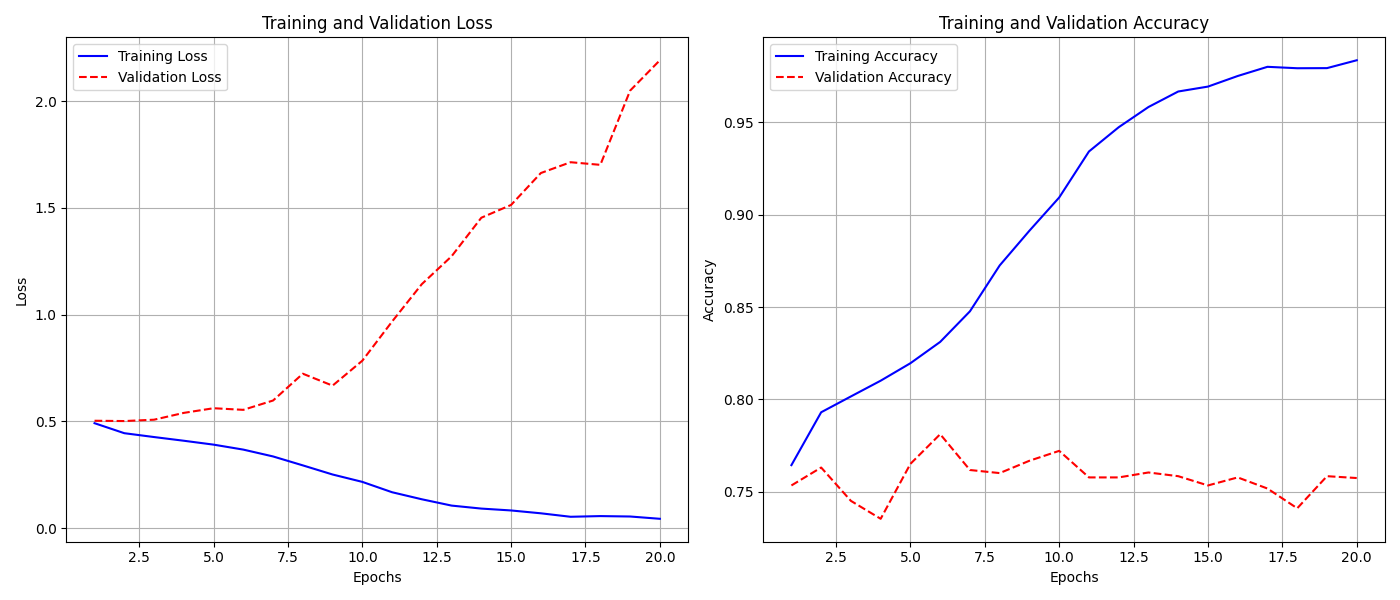 Training and Validation Loss
Training Loss
Validation Loss
2.0
1.5
1.0
0.5
0.0
Loss
2.5 5.0 7.5 10.0 12.5 15.0 17.5 20.0
Epochs
Training and Validation Accuracy
Training Accuracy
Validation Accuracy
0.95
0.90
0.85
0.80
0.75
Accuracy
2.5 5.0 7.5 10.0 12.5 15.0 17.5 20.0
Epochs